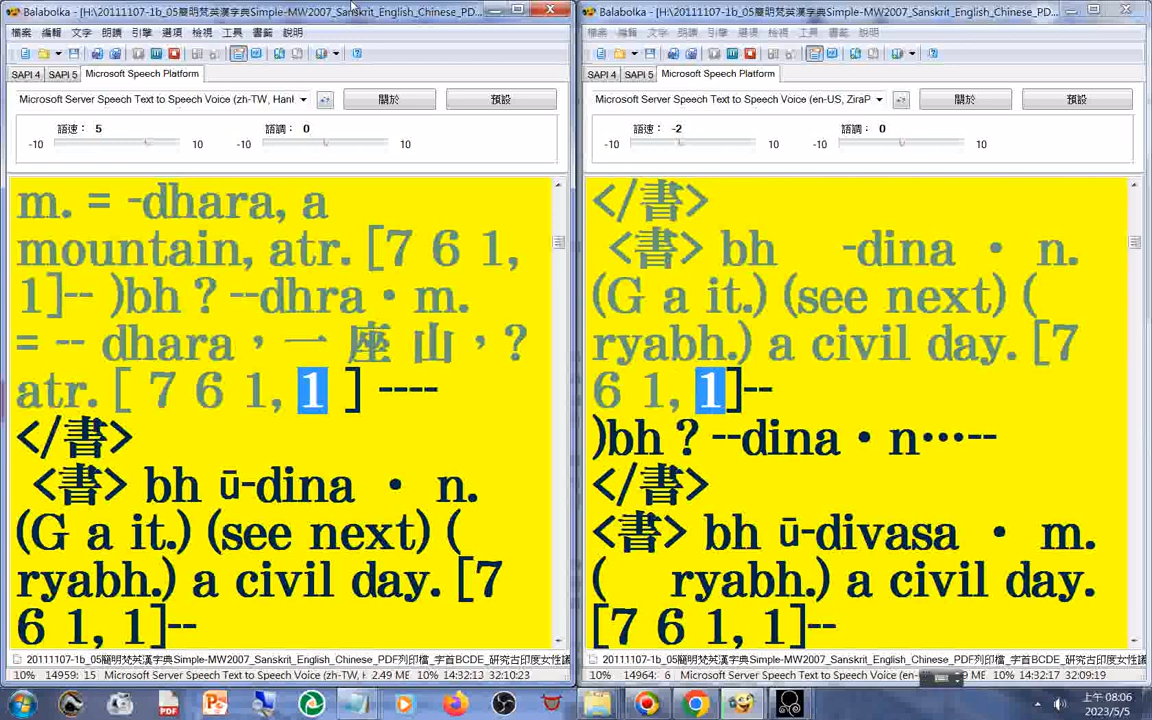 Balabolka - [H:\20111107-1b_05簡明梵英漢字典Simple-MW2007_Sanskrit_English_Chinese_PD...
檔案 編輯 文字 朗讀 引擎 選項 檢視 工具 書籤 說明
SAPI 4 SAPI 5 Microsoft Speech Platform
Microsoft Server Speech Text to Speech Voice (zh-TW, Hanl 關於 預設
語速： 5 語調： 0
-10 10 -10 10
m. = -dhara, a
mountain, atr. [7 6 1,
1]-- )bh ? --dhra • m.
= -- dhara，一 座 山，?
atr. [ 7 6 1, 1 ] ----
</書>
<書> bh ū-dina • n.
(G a it.) (see next) (
ryabh.) a civil day. [7
6 1, 1]--
20111107-1b_05簡明梵英漢字典Simple-MW2007_Sanskrit_English_Chinese_PDF列印檔_字首BCDE_研究古印度女性議
10% 14959: 15 Microsoft Server Speech Text to Speech Voice (zh-TW, H 2.49 ME 10% 14:32:13 32:10:23
Balabolka - [H:\20111107-1b_05簡明梵英漢字典Simple-MW2007_Sanskrit_English_Chinese_PD...
檔案 編輯 文字 朗讀 引擎 選項 檢視 工具 書籤 說明
SAPI 4 SAPI 5 Microsoft Speech Platform
Microsoft Server Speech Text to Speech Voice (en-US, ZiraP 關於 預設
語速： -2 語調： 0
-10 10 -10 10
</書>
<書> bh -dina • n.
(G a it.) (see next) (
ryabh.) a civil day. [7
6 1, 1]--
)bh ? --dina • n…--
</書>
<書> bh ū-divasa • m.
( ryabh.) a civil day.
[7 6 1, 1]--
20111107-1b_05簡明梵英漢字典Simple-MW2007_Sanskrit_English_Chinese_PDF列印檔_字首BCDE_研究古印度女性議
10% 14964: 6 Microsoft Server Speech Text to Speech Voice (en-US, Z ME 10% 14:32:17 32:09:19
上午 08:06
2023/5/5